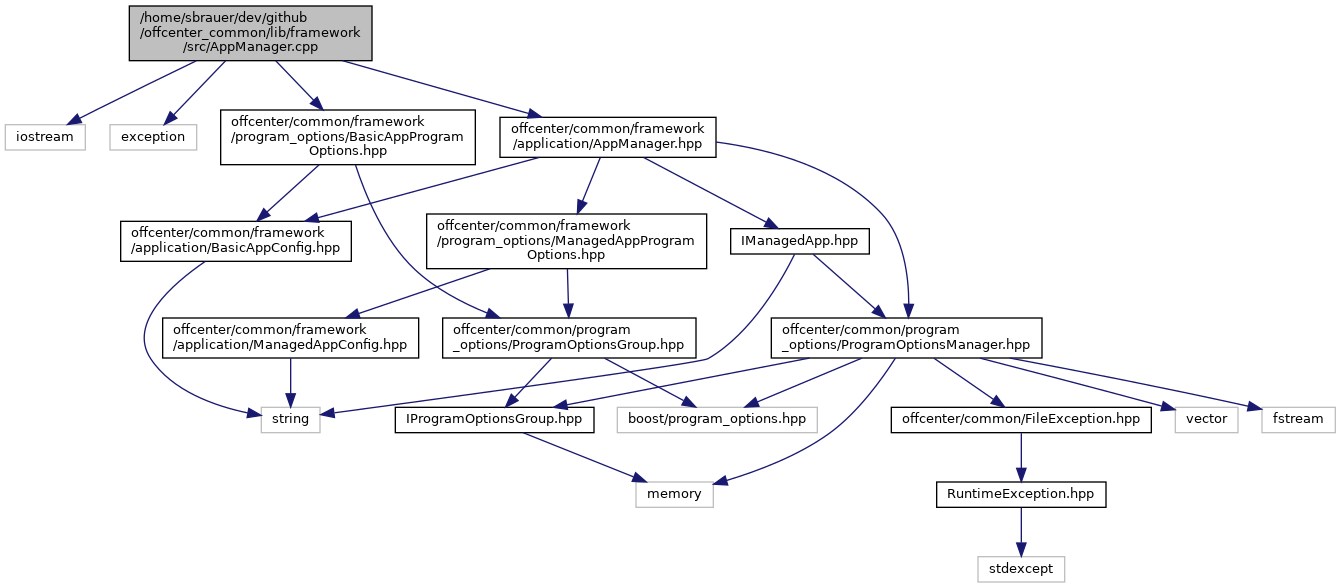 /home/sbrauer/dev/github
/offcenter_common/lib/framework
/src/AppManager.cpp
iostream
exception
offcenter/common/framework
/program_options/BasicAppProgram
Options.hpp
offcenter/common/framework
/application/AppManager.hpp
offcenter/common/framework
/application/BasicAppConfig.hpp
offcenter/common/framework
/program_options/ManagedAppProgram
Options.hpp
IManagedApp.hpp
offcenter/common/framework
/application/ManagedAppConfig.hpp
offcenter/common/program
_options/ProgramOptionsGroup.hpp
offcenter/common/program
_options/ProgramOptionsManager.hpp
string
IProgramOptionsGroup.hpp
boost/program_options.hpp
offcenter/common/FileException.hpp
vector
fstream
memory
RuntimeException.hpp
stdexcept